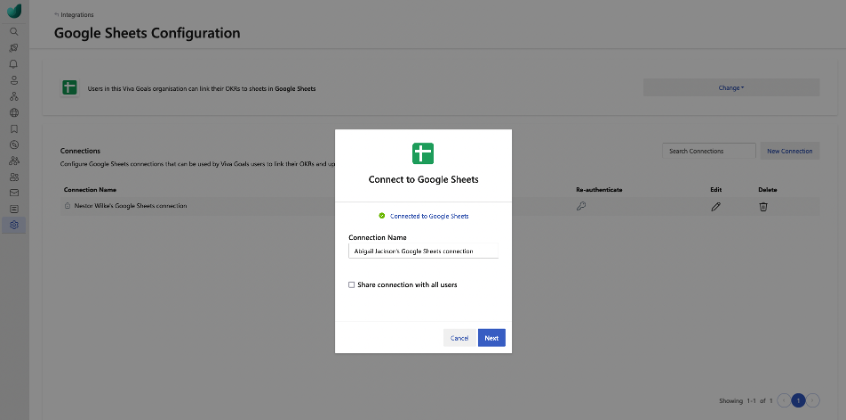 Integrations
Google Sheets Configuration
Users in this Viva Goals organisation can link their OKRs to sheets in Google Sheets
Change
Connections
Configure Google Sheets connections that can be used by Viva Goals users to link their OKRs and up
Search Connections
New Connection
Connection Name
Re-authenticate
Edit
Delete
Nestor Wilke's Google Sheets connection
Connect to Google Sheets
Connected to Google Sheets
Connection Name
Abigail Jackson's Google Sheets connection
Share connection with all users
Cancel
Next
Showing 1-1 of 1
1